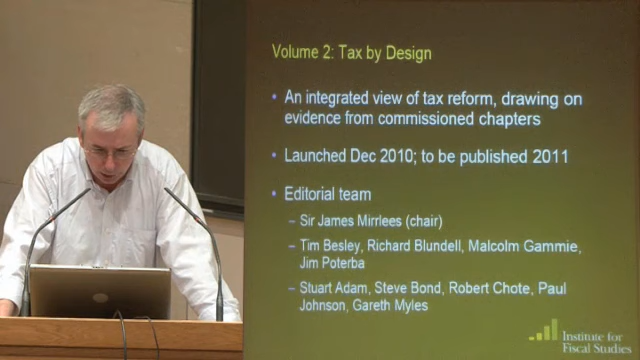 Volume 2: Tax by Design
• An integrated view of tax reform, drawing on
evidence from commissioned chapters
• Launched Dec 2010; to be published 2011
• Editorial team
– Sir James Mirrlees (chair)
– Tim Besley, Richard Blundell, Malcolm Gammie,
Jim Poterba
– Stuart Adam, Steve Bond, Robert Chote, Paul
Johnson, Gareth Myles
Institute for
Fiscal Studies